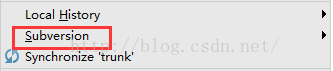 Local History
Subversion
http://blog.csdn.net/
Synchronize 'trunk'